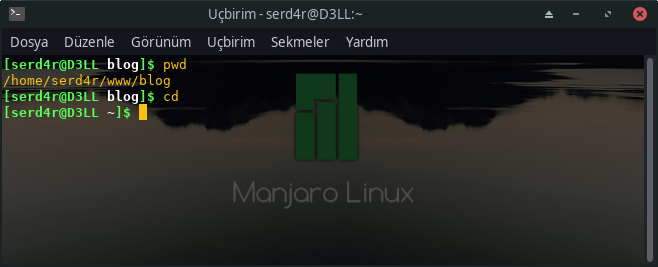 Uçbirim - serd4r@D3LL:~
Dosya Düzenle Görünüm Uçbirim Sekmeler Yardım
[serd4r@D3LL blog]$ pwd
/home/serd4r/www/blog
[serd4r@D3LL blog]$ cd
[serd4r@D3LL ~]$
Manjaro Linux